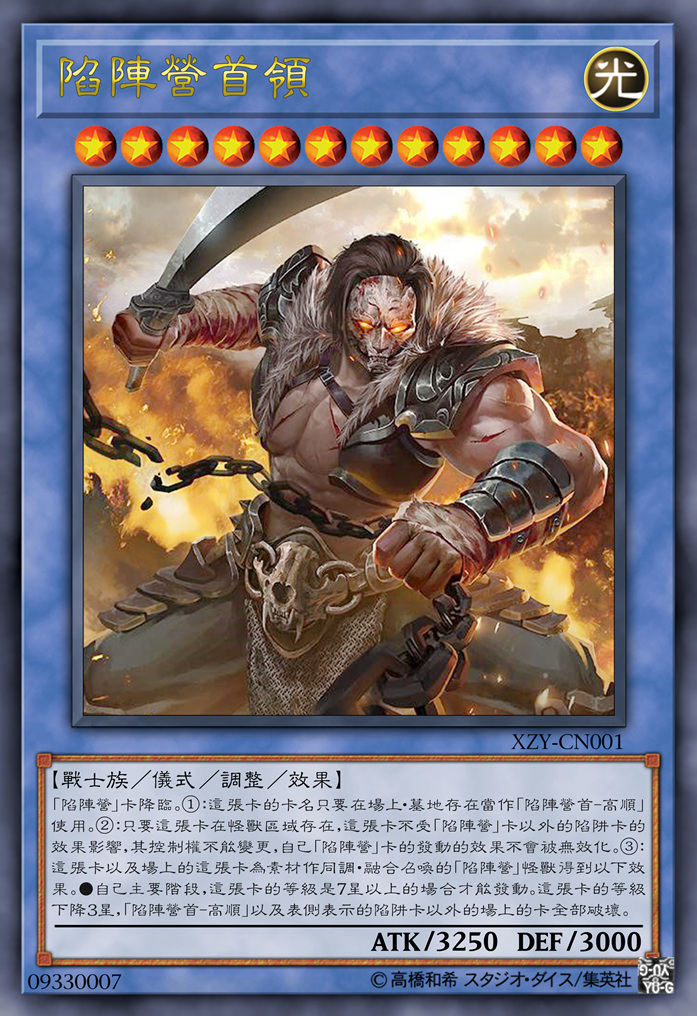 陷陣營首領
光
XZY-CN001
【戰士族／儀式／調整／效果】
「陷陣營」卡降臨。①:這張卡的卡名只要在場上・墓地存在當作「陷陣營首-高順」
使用。②:只要這張卡在怪獸區域存在,這張卡不受「陷陣營」卡以外的陷阱卡的
效果影響,其控制權不能變更,自己「陷陣營」卡的發動的效果不會被無效化。③:
這張卡以及場上的這張卡為素材作同調・融合召喚的「陷陣營」怪獸得到以下效
果。●自己主要階段,這張卡的等級是7星以上的場合才能發動。這張卡的等級
下降3星,「陷陣營首-高順」以及表側表示的陷阱卡以外的場上的卡全部破壞。
ATK/3250 DEF/3000
09330007
©高橋和希 スタジオ・ダイス/集英社